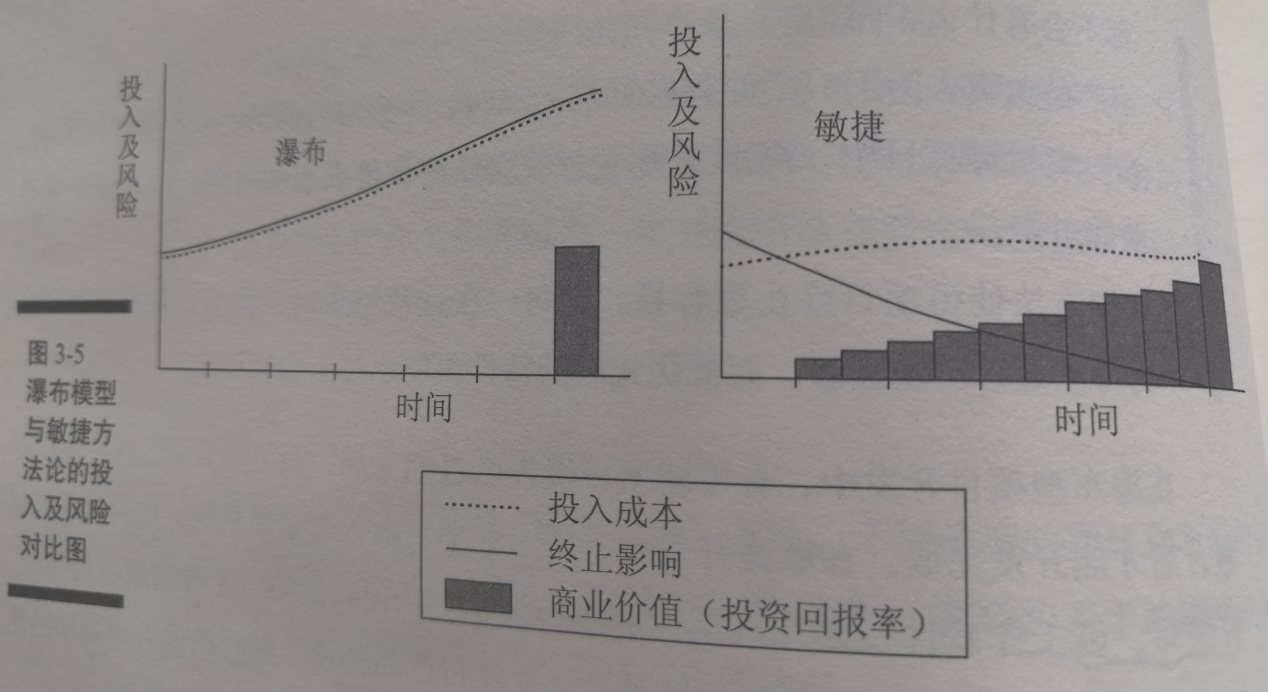 投入及风险
瀑布
时间
投入及风险
敏捷
时间
图 3-5
瀑布模型
与敏捷方
法论的投
入及风险
对比图
投入成本
终止影响
商业价值（投资回报率）